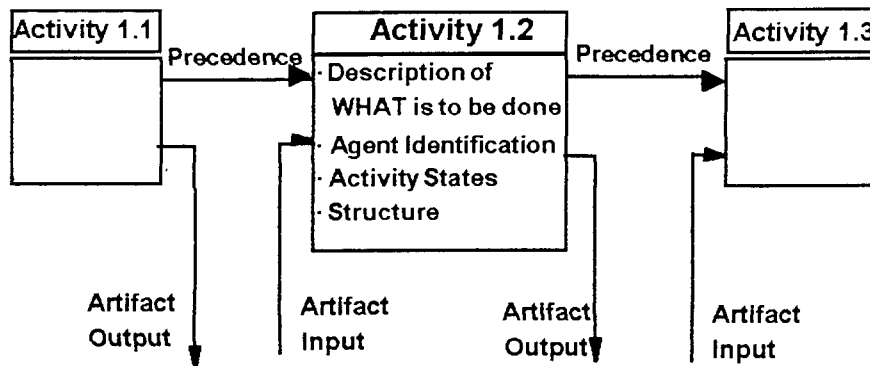 Activity 1.1
Precedence
Activity 1.2
· Description of
WHAT is to be done
· Agent Identification
· Activity States
· Structure
Precedence
Activity 1.3
Artifact
Output
Artifact
Input
Artifact
Output
Artifact
Input